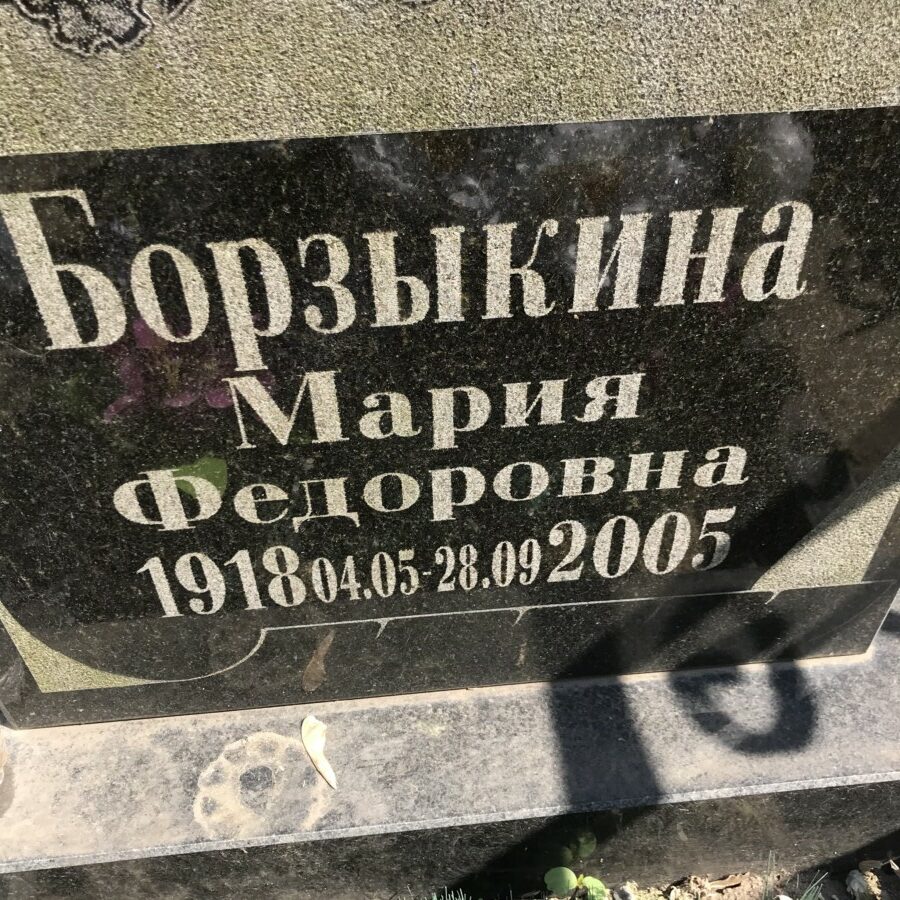 Борзыкина
Мария
Федоровна
1918 04.05-28.09 2005